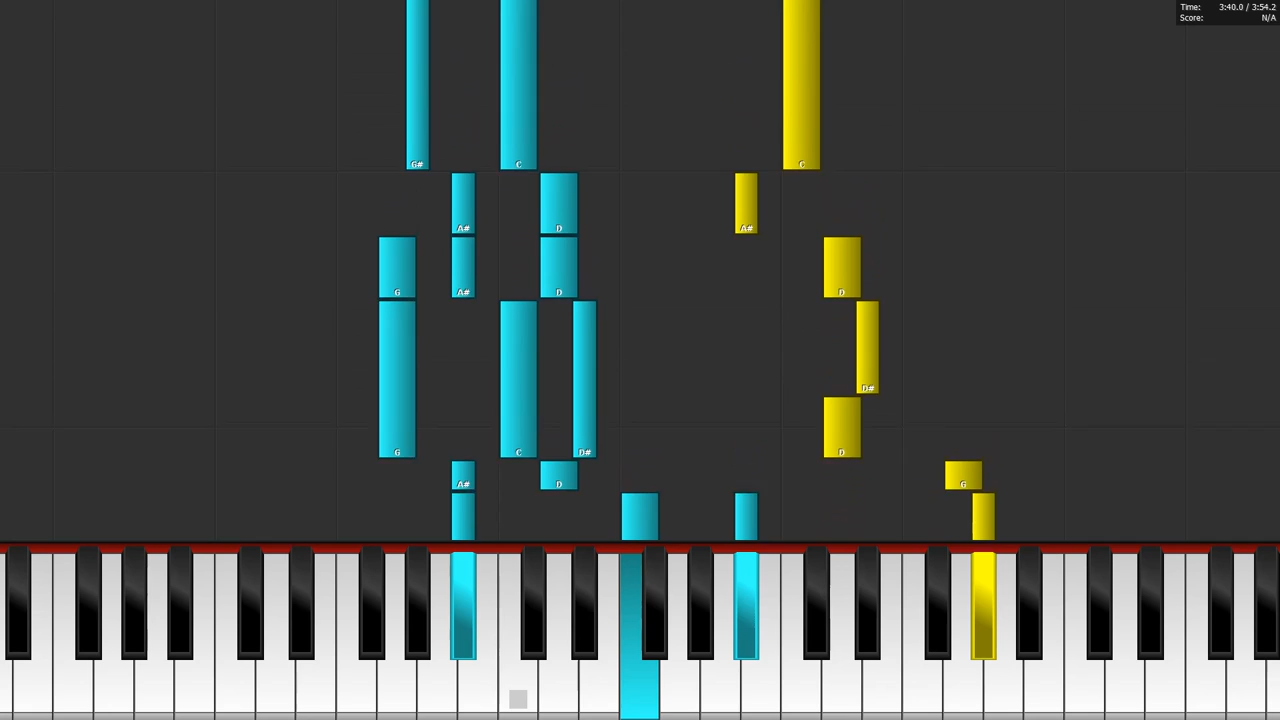 Time: 3:40.0 / 3:54.2
Score: N/A
G# C C
A# D A#
G A# D D
D#
G C D# D
A# D G